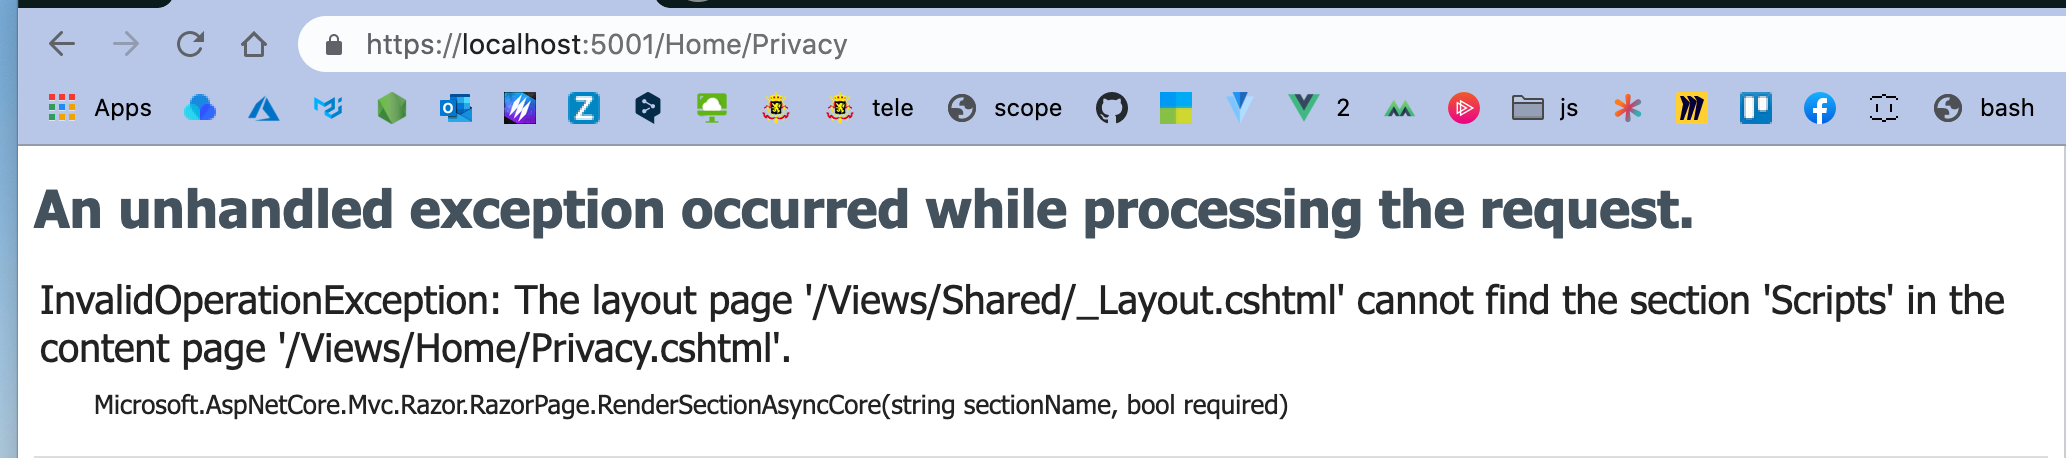 https://localhost:5001/Home/Privacy
Apps tele scope 2 js bash
An unhandled exception occurred while processing the request.
InvalidOperationException: The layout page '/Views/Shared/_Layout.cshtml' cannot find the section 'Scripts' in the
content page '/Views/Home/Privacy.cshtml'.
Microsoft.AspNetCore.Mvc.Razor.RazorPage.RenderSectionAsyncCore(string sectionName, bool required)